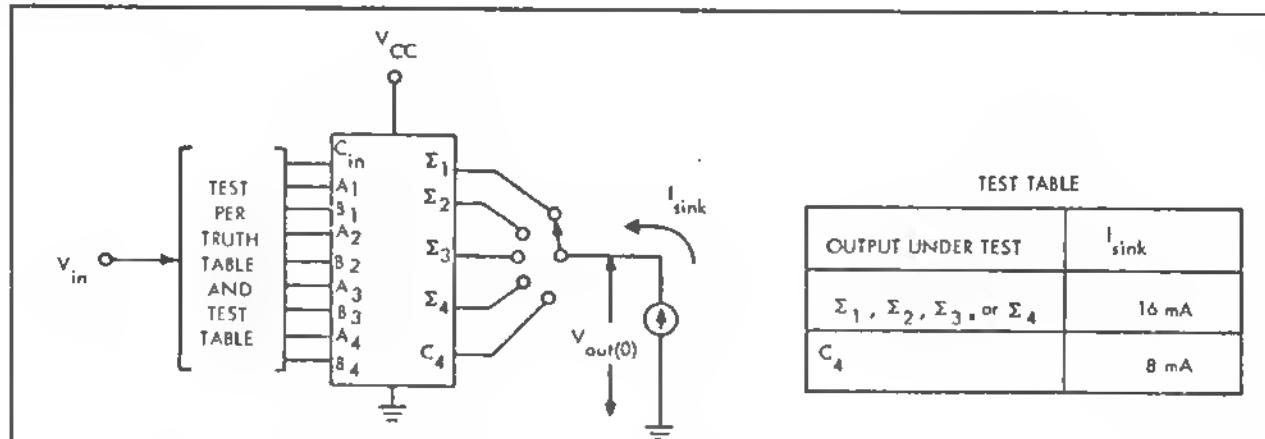 V_CC
V_in
TEST
PER
TRUTH
TABLE
AND
TEST
TABLE
C_in
A_1
B_1
A_2
B_2
A_3
B_3
A_4
B_4
Σ_1
Σ_2
Σ_3
Σ_4
C_4
I_sink
V_out(0)
TEST TABLE
OUTPUT UNDER TEST I_sink
Σ_1, Σ_2, Σ_3, or Σ_4 16 mA
C_4 8 mA